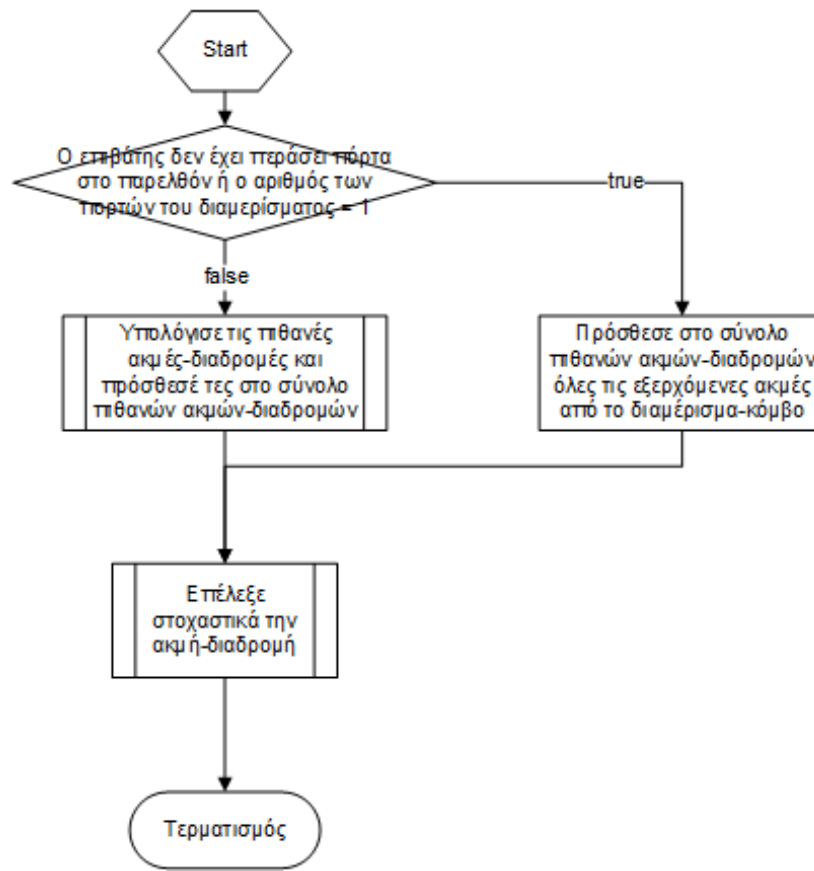 Start
Ο επιβάτης δεν έχει περάσει πόρτα
στο παρελθόν ή ο αριθμός των
πορτών του διαμερίσματος = 1
true
false
Υπολόγισε τις πιθανές
ακμές-διαδρομές και
πρόσθεσέ τες στο σύνολο
πιθανών ακμών-διαδρομών
Πρόσθεσε στο σύνολο
πιθανών ακμών-διαδρομών
όλες τις εξερχόμενες ακμές
από το διαμέρισμα-κόμβο
Επέλεξε
στοχαστικά την
ακμή-διαδρομή
Τερματισμός